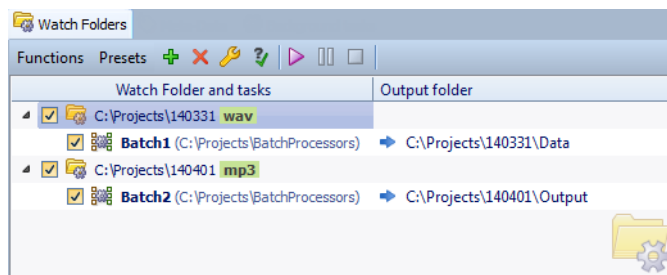 Watch Folders
Functions Presets
Watch Folder and tasks Output folder
C:\Projects\140331 wav
Batch1 (C:\Projects\BatchProcessors) C:\Projects\140331\Data
C:\Projects\140401 mp3
Batch2 (C:\Projects\BatchProcessors) C:\Projects\140401\Output